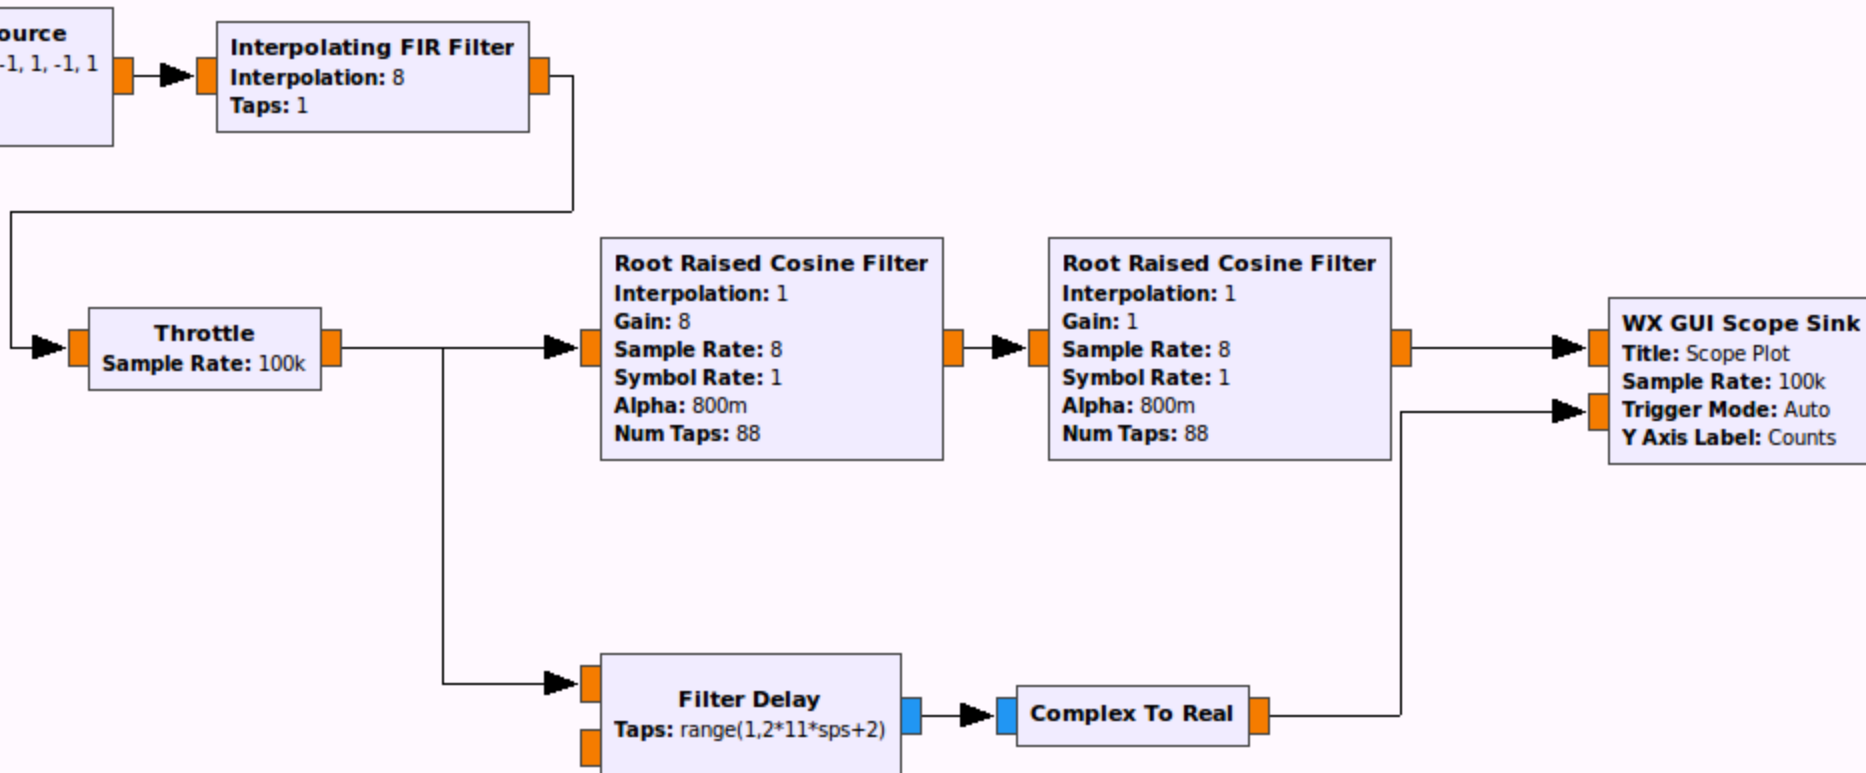 ource
-1, 1, -1, 1
Interpolating FIR Filter
Interpolation: 8
Taps: 1
Throttle
Sample Rate: 100k
Root Raised Cosine Filter
Interpolation: 1
Gain: 8
Sample Rate: 8
Symbol Rate: 1
Alpha: 800m
Num Taps: 88
Root Raised Cosine Filter
Interpolation: 1
Gain: 1
Sample Rate: 8
Symbol Rate: 1
Alpha: 800m
Num Taps: 88
WX GUI Scope Sink
Title: Scope Plot
Sample Rate: 100k
Trigger Mode: Auto
Y Axis Label: Counts
Filter Delay
Taps: range(1,2*11*sps+2)
Complex To Real